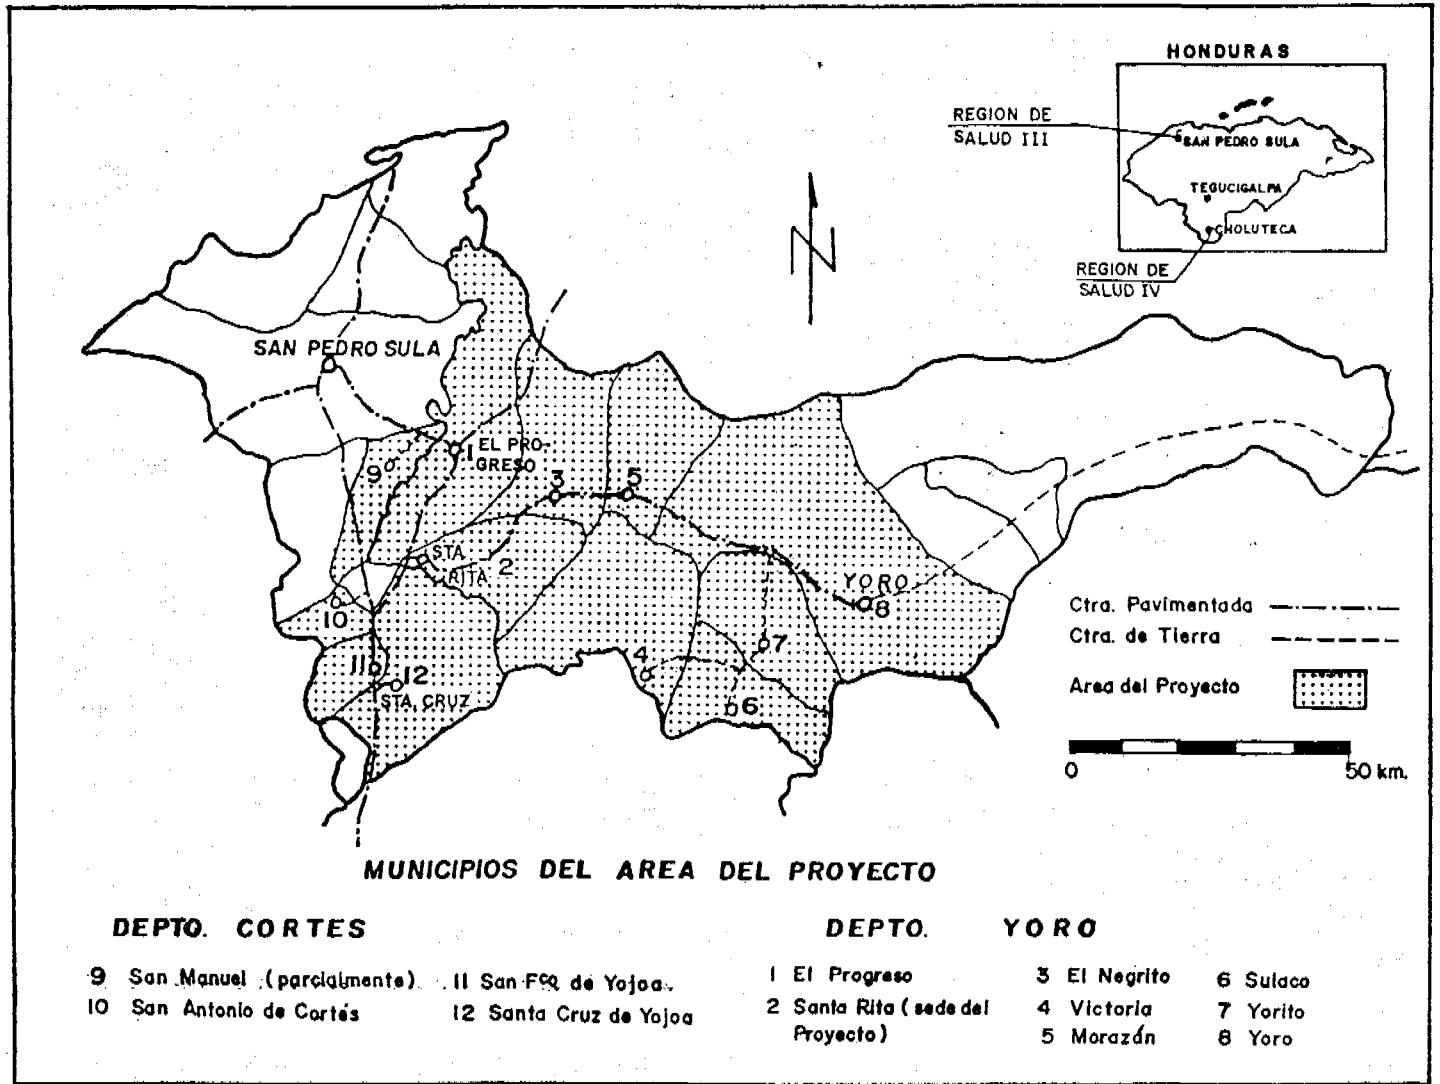 HONDURAS
REGION DE
SALUD III
SAN PEDRO SULA
TEGUCIGALPA
CHOLUTECA
REGION DE
SALUD IV
N
SAN PEDRO SULA
1 EL PRO-
GRESO
9
3
5
STA.
RITA 2
YORO
8
10
11
12
STA. CRUZ
4
7
6
Ctra. Pavimentada
Ctra. de Tierra
Area del Proyecto
0 50 km.
MUNICIPIOS DEL AREA DEL PROYECTO
DEPTO. CORTES
9 San Manuel (parcialmente)
10 San Antonio de Cortés
11 San Fco. de Yojoa
12 Santa Cruz de Yojoa
DEPTO. YORO
1 El Progreso
2 Santa Rita (sede del
Proyecto)
3 El Negrito
4 Victoria
5 Morazán
6 Sulaco
7 Yorito
8 Yoro